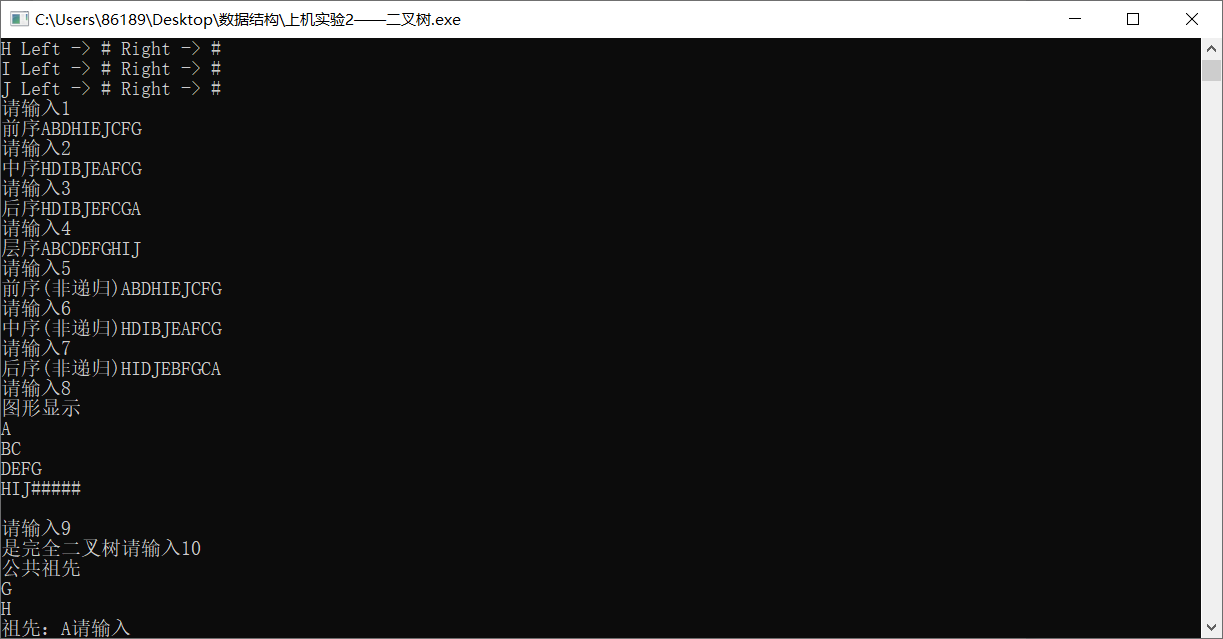 C:\Users\86189\Desktop\数据结构\上机实验2——二叉树.exe
H Left -> # Right -> #
I Left -> # Right -> #
J Left -> # Right -> #
请输入1
前序ABDHIEJCFG
请输入2
中序HDIBJEAFCG
请输入3
后序HDIBJEFCGA
请输入4
层序ABCDEFGHIJ
请输入5
前序(非递归)ABDHIEJCFG
请输入6
中序(非递归)HDIBJEAFCG
请输入7
后序(非递归)HIDJEBFGCA
请输入8
图形显示
A
BC
DEFG
HIJ#####
请输入9
是完全二叉树请输入10
公共祖先
G
H
祖先：A请输入